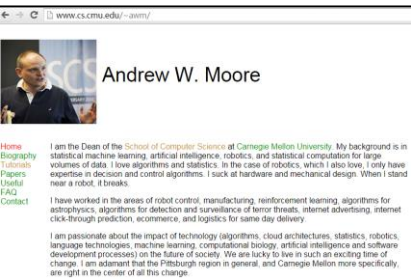 www.cs.cmu.edu/~awm/
SCS
Andrew W. Moore
Home
Biography
Tutorials
Papers
Useful
FAQ
Contact
I am the Dean of the School of Computer Science at Carnegie Mellon University. My background is in
statistical machine learning, artificial intelligence, robotics, and statistical computation for large
volumes of data. I love algorithms and statistics. In the case of robotics, which I also love, I only have
expertise in decision and control algorithms. I suck at hardware and mechanical design. When I stand
near a robot, it breaks.
I have worked in the areas of robot control, manufacturing, reinforcement learning, algorithms for
astrophysics, algorithms for detection and surveillance of terror threats, internet advertising, internet
click-through prediction, ecommerce, and logistics for same day delivery.
I am passionate about the impact of technology (algorithms, cloud architectures, statistics, robotics,
language technologies, machine learning, computational biology, artificial intelligence and software
development processes) on the future of society. We are lucky to live in such an exciting time of
change. I am adamant that the Pittsburgh region in general, and Carnegie Mellon more specifically,
are right in the center of all this change.